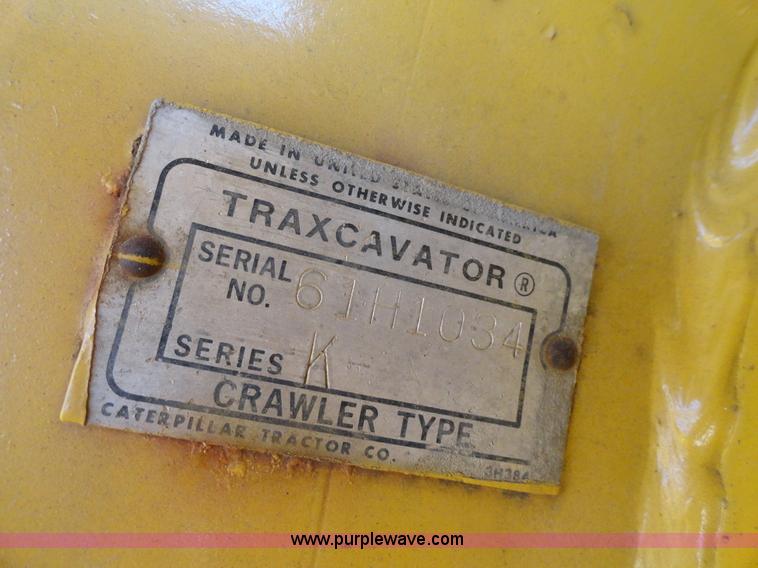 MADE IN UNITED STATES OF AMERICA
UNLESS OTHERWISE INDICATED
TRAXCAVATOR®
SERIAL NO. 61H1034
SERIES K
CRAWLER TYPE
CATERPILLAR TRACTOR CO.
3H384
www.purplewave.com